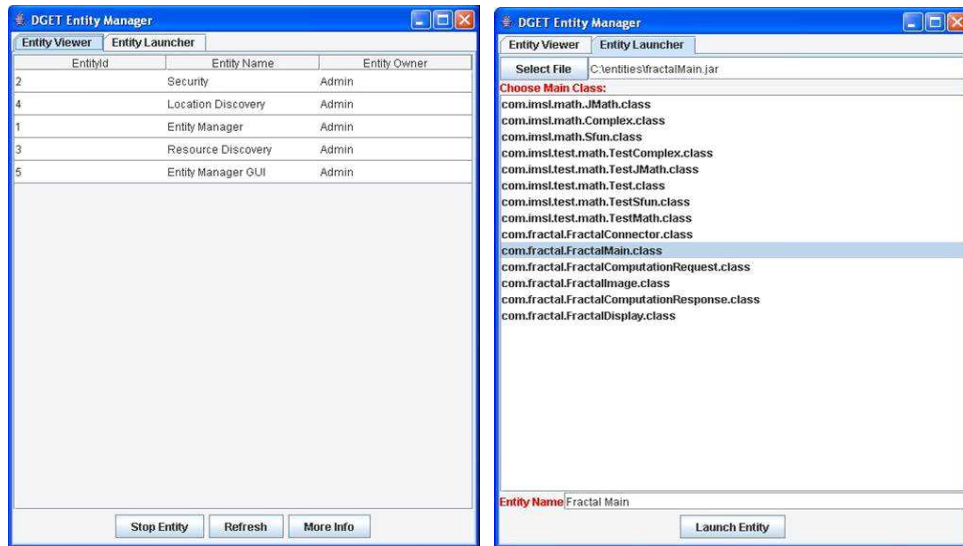 DGET Entity Manager
Entity Viewer Entity Launcher
EntityId Entity Name Entity Owner
2 Security Admin
4 Location Discovery Admin
1 Entity Manager Admin
3 Resource Discovery Admin
5 Entity Manager GUI Admin
Stop Entity Refresh More Info
DGET Entity Manager
Entity Viewer Entity Launcher
Select File C:\entities\fractalMain.jar
Choose Main Class:
com.imsl.math.JMath.class
com.imsl.math.Complex.class
com.imsl.math.Sfun.class
com.imsl.test.math.TestComplex.class
com.imsl.test.math.TestJMath.class
com.imsl.test.math.Test.class
com.imsl.test.math.TestSfun.class
com.imsl.test.math.TestMath.class
com.fractal.FractalConnector.class
com.fractal.FractalMain.class
com.fractal.FractalComputationRequest.class
com.fractal.FractalImage.class
com.fractal.FractalComputationResponse.class
com.fractal.FractalDisplay.class
Entity Name Fractal Main
Launch Entity